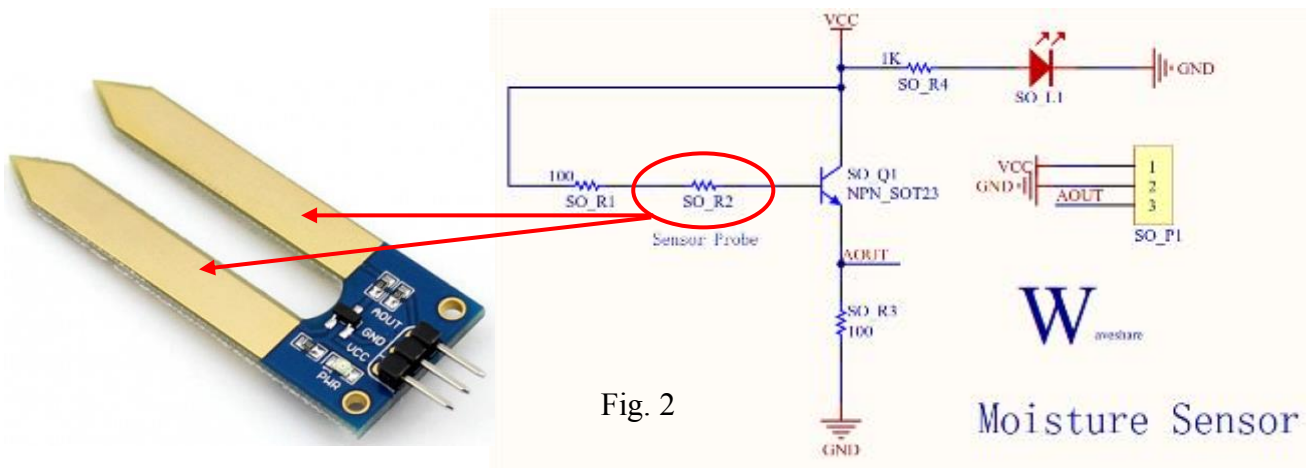 VCC
1K
SO_R4
SO_L1
GND
100
SO_R1
SO_R2
Sensor Probe
SO_Q1
NPN_SOT23
VCC
GND
AOUT
1
2
3
SO_P1
AOUT
SO_R3
100
GND
W
aveshare
Fig. 2
Moisture Sensor
AOUT
GND
VCC
PWR